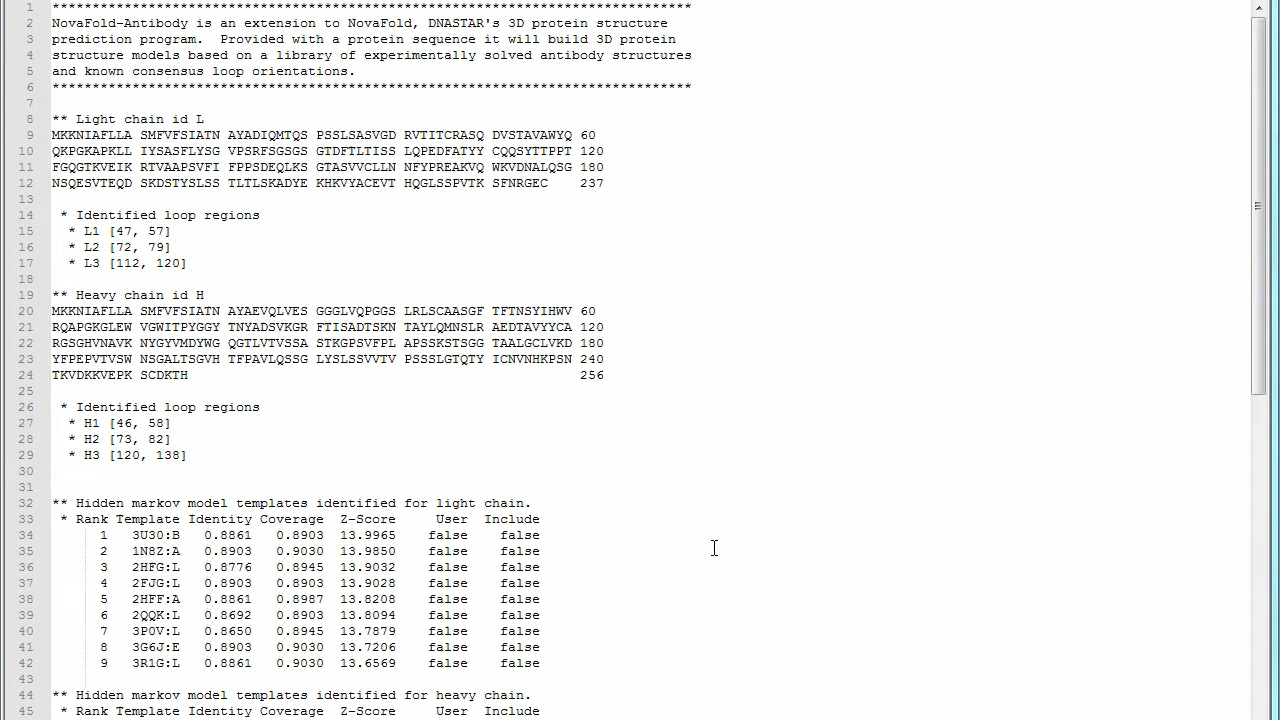 1 ********************************************************************************
2 NovaFold-Antibody is an extension to NovaFold, DNASTAR's 3D protein structure
3 prediction program.  Provided with a protein sequence it will build 3D protein
4 structure models based on a library of experimentally solved antibody structures
5 and known consensus loop orientations.
6 ********************************************************************************
7
8 ** Light chain id L
9 MKKNIAFLLA SMFVFSIATN AYADIQMTQS PSSLSASVGD RVTITCRASQ DVSTAVAWYQ 60
10 QKPGKAPKLL IYSASFLYSG VPSRFSGSGS GTDFTLTISS LQPEDFATYY CQQSYTTPPT 120
11 FGQGTKVEIK RTVAAPSVFI FPPSDEQLKS GTASVVCLLN NFYPREAKVQ WKVDNALQSG 180
12 NSQESVTEQD SKDSTYSLSS TLTLSKADYE KHKVYACEVT HQGLSSPVTK SFNRGEC 237
13
14 * Identified loop regions
15 * L1 [47, 57]
16 * L2 [72, 79]
17 * L3 [112, 120]
18
19 ** Heavy chain id H
20 MKKNIAFLLA SMFVFSIATN AYAEVQLVES GGGLVQPGGS LRLSCAASGF TFTNSYIHWV 60
21 RQAPGKGLEW VGWITPYGGY TNYADSVKGR FTISADTSKN TAYLQMNSLR AEDTAVYYCA 120
22 RGSGHVNAVK NYGYVMDYWG QGTLVTVSSA STKGPSVFPL APSSKSTSGG TAALGCLVKD 180
23 YFPEPVTVSW NSGALTSGVH TFPAVLQSSG LYSLSSVVTV PSSSLGTQTY ICNVNHKPSN 240
24 TKVDKKVEPK SCDKTH 256
25
26 * Identified loop regions
27 * H1 [46, 58]
28 * H2 [73, 82]
29 * H3 [120, 138]
30
31
32 ** Hidden markov model templates identified for light chain.
33 * Rank Template Identity Coverage Z-Score User Include
34 1 3U30:B 0.8861 0.8903 13.9965 false false
35 2 1N8Z:A 0.8903 0.9030 13.9850 false false
36 3 2HFG:L 0.8776 0.8945 13.9032 false false
37 4 2FJG:L 0.8903 0.8903 13.9028 false false
38 5 2HFF:A 0.8861 0.8987 13.8208 false false
39 6 2QQK:L 0.8692 0.8903 13.8094 false false
40 7 3P0V:L 0.8650 0.8945 13.7879 false false
41 8 3G6J:E 0.8903 0.9030 13.7206 false false
42 9 3R1G:L 0.8861 0.9030 13.6569 false false
43
44 ** Hidden markov model templates identified for heavy chain.
45 * Rank Template Identity Coverage Z-Score User Include